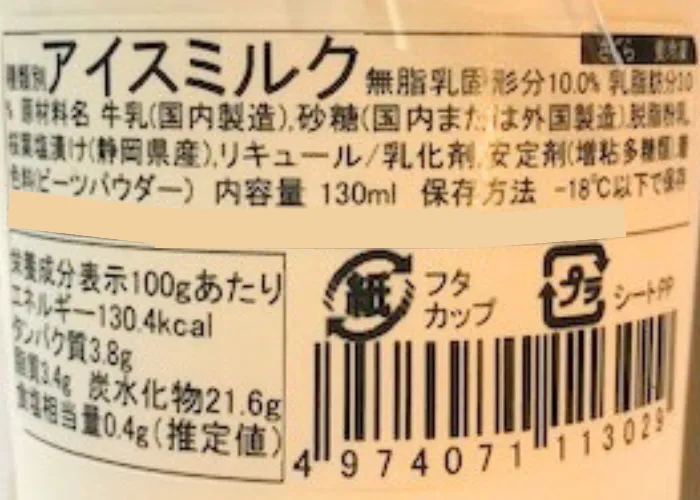 さくら
種類別アイスミルク 無脂乳固形分10.0% 乳脂肪分3.0
% 原材料名 牛乳(国内製造),砂糖(国内または外国製造),脱脂粉乳,
桜葉塩漬け(静岡県産),リキュール/乳化剤,安定剤(増粘多糖類),着
色料(ビーツパウダー) 内容量 130ml 保存方法 -18℃以下で保存
栄養成分表示100gあたり
エネルギー130.4kcal
タンパク質3.8g
脂質3.4g 炭水化物21.6g
食塩相当量0.4g(推定値)
紙 フタ
カップ
プラ シートPP
4 974071 113029